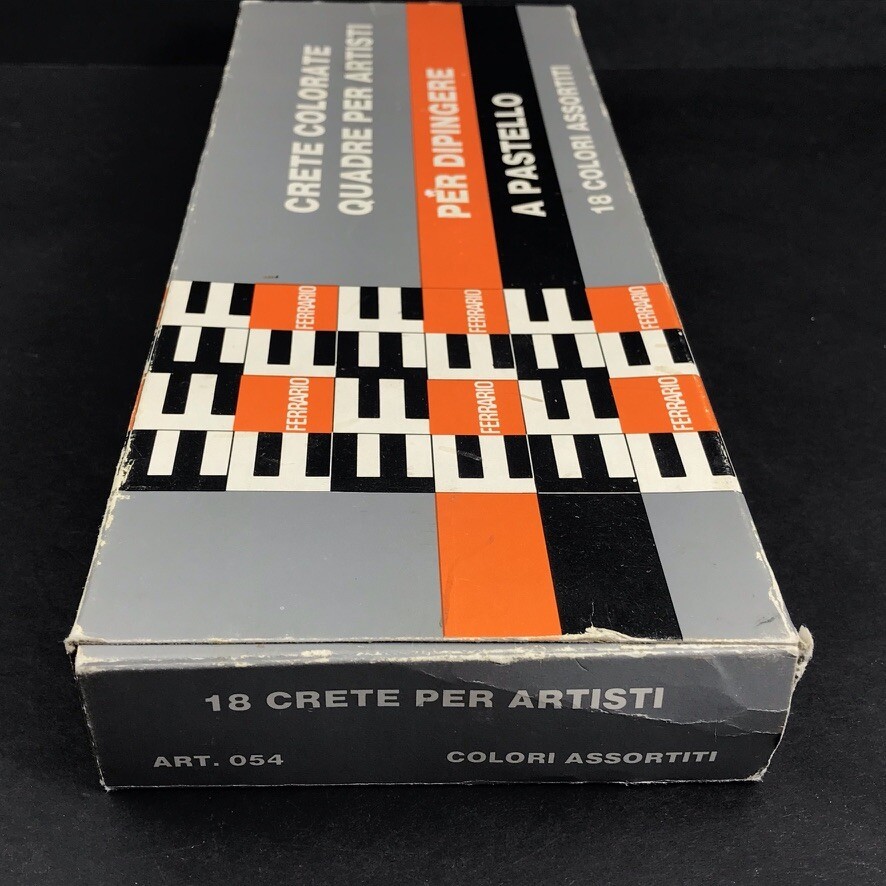 CRETE COLORATE
QUADRE PER ARTISTI
PER DIPINGERE
A PASTELLO
18 COLORI ASSORTITI
FERRARIO
FERRARIO
FERRARIO
FERRARIO
FERRARIO
FERRARIO
18 CRETE PER ARTISTI
ART. 054
COLORI ASSORTITI